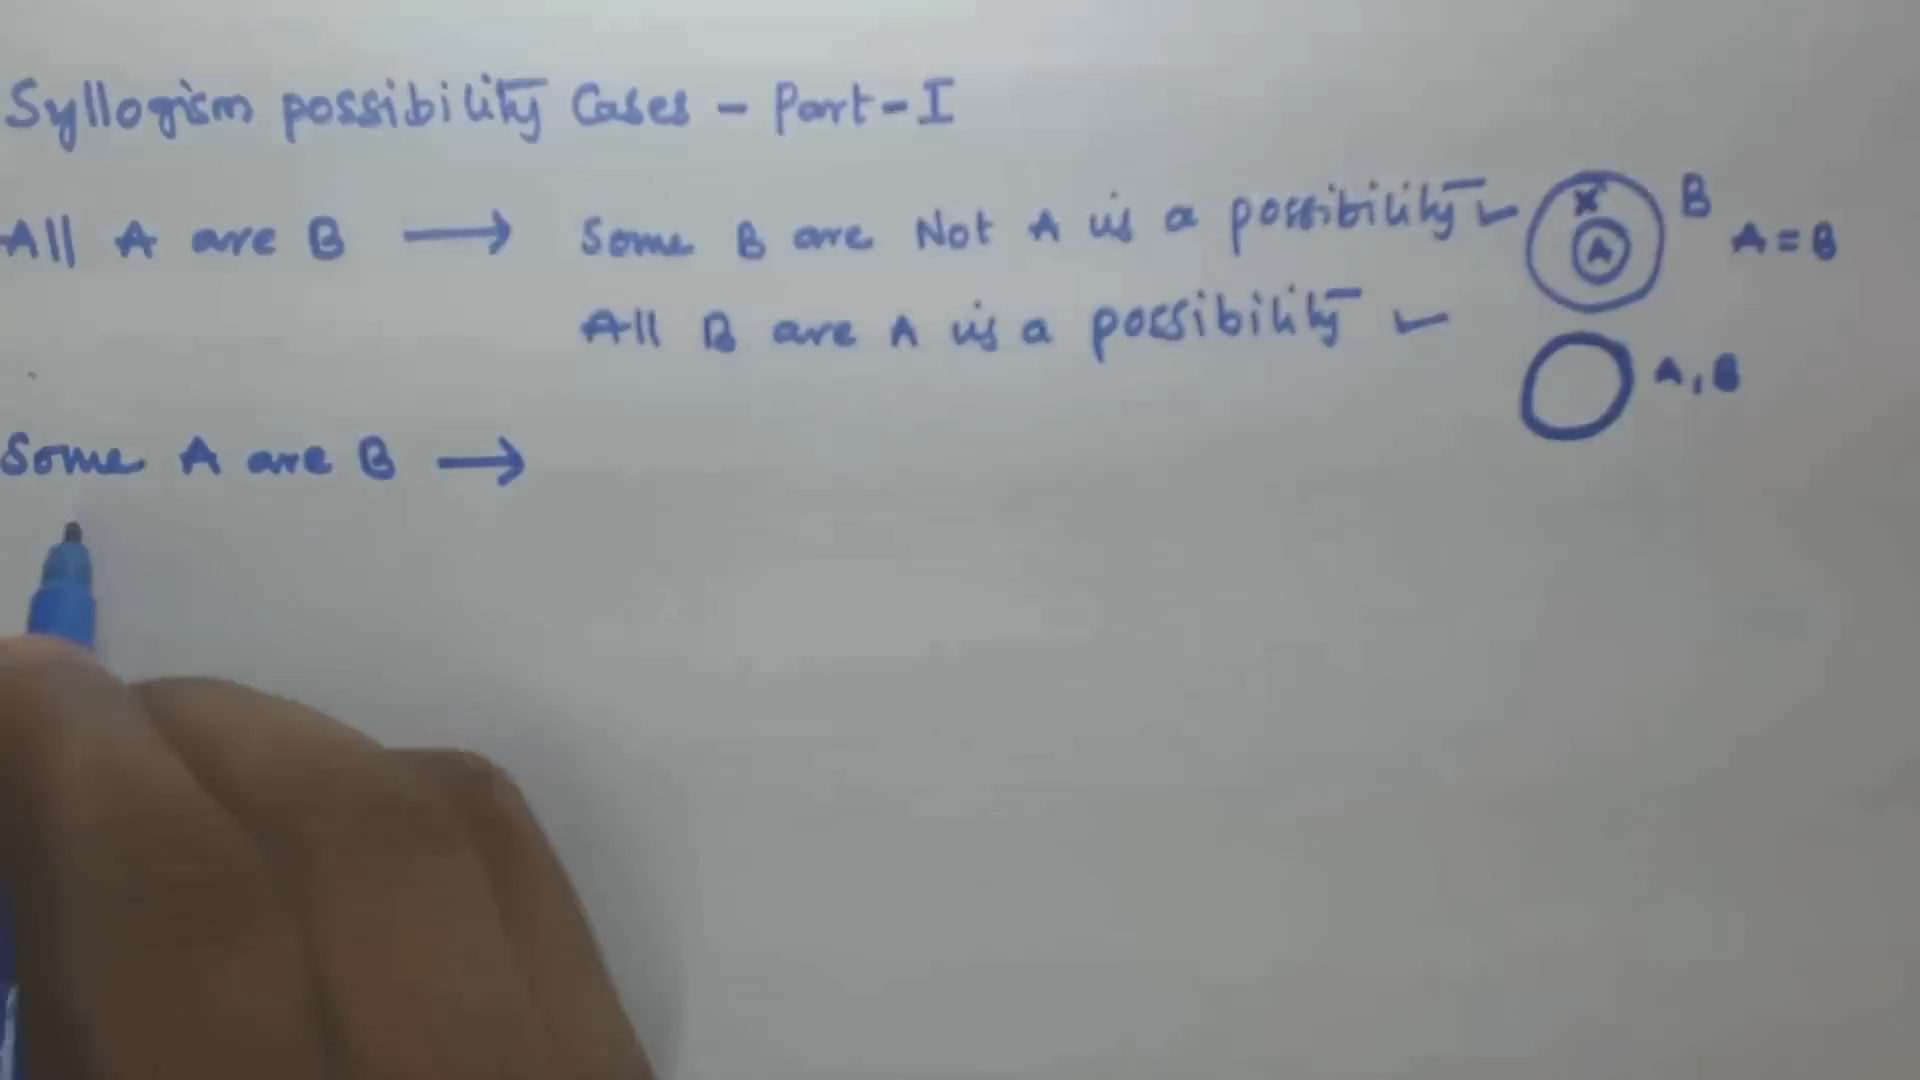 Syllogism possibility Cases - Part-I
All A are B → Some B are Not A is a possibility ✓
All B are A is a possibility ✓
x
A
B
A = B
A, B
Some A are B →